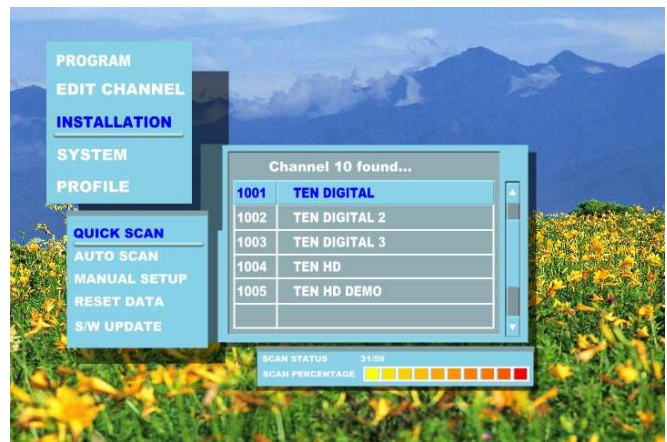 PROGRAM
EDIT CHANNEL
INSTALLATION
SYSTEM
PROFILE
QUICK SCAN
AUTO SCAN
MANUAL SETUP
RESET DATA
S/W UPDATE
Channel 10 found...
1001 TEN DIGITAL
1002 TEN DIGITAL 2
1003 TEN DIGITAL 3
1004 TEN HD
1005 TEN HD DEMO
SCAN STATUS 31/59
SCAN PERCENTAGE